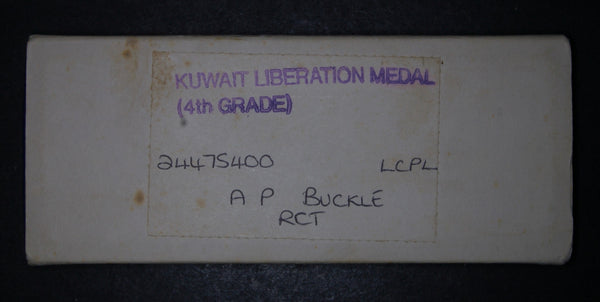 KUWAIT LIBERATION MEDAL
(4th GRADE)
24475400 LCPL
A P BUCKLE
RCT